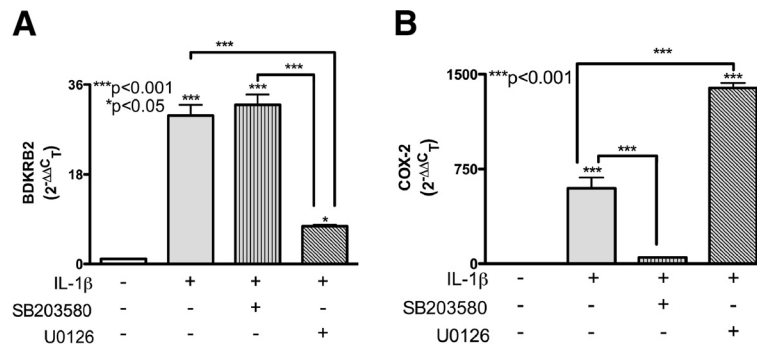 A
***
***
***p<0.001
*p<0.05
***
***
*
36
18
0
BDKRB2
(2-ΔΔCT)
IL-1β - + + +
SB203580 - - + -
U0126 - - - +
B
***
***p<0.001
***
***
***
1500
750
0
COX-2
(2-ΔΔCT)
IL-1β - + + +
SB203580 - - + -
U0126 - - - +